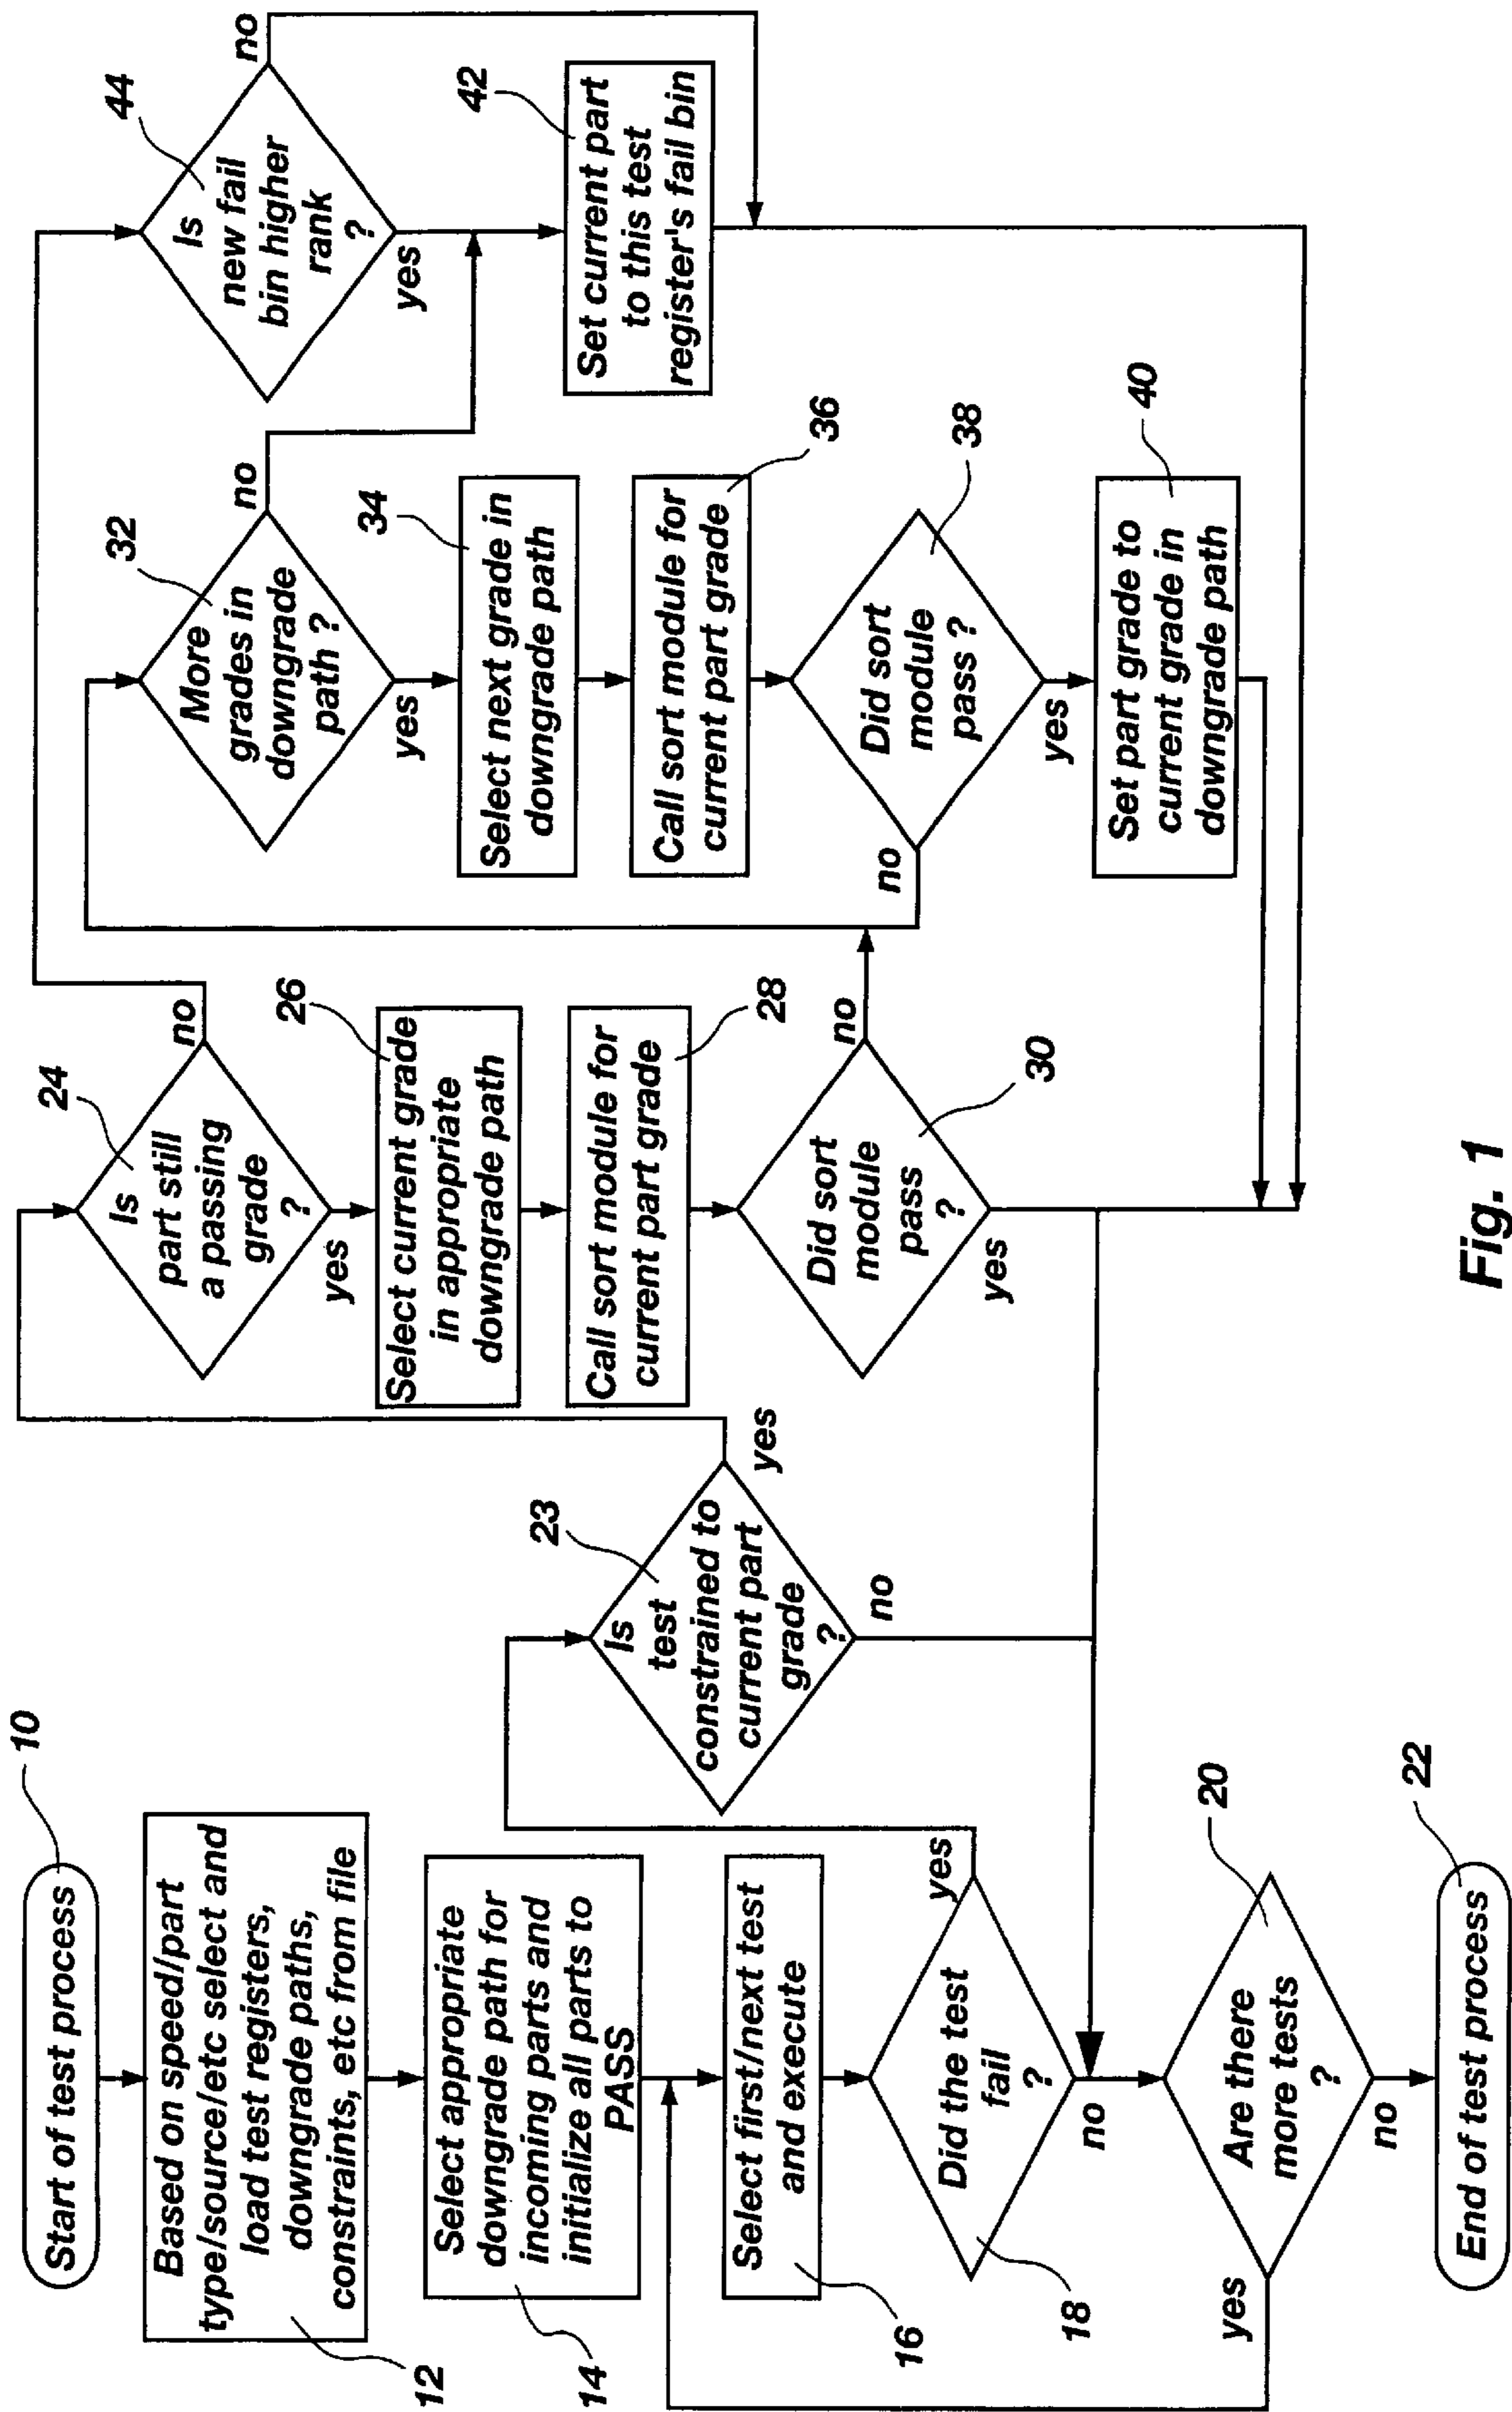 10
Start of test process
Based on speed/part
type/source/etc select and
load test registers,
downgrade paths,
constraints, etc from file
12
Select appropriate
downgrade path for
incoming parts and
initialize all parts to
PASS
14
Select first/next test
and execute
16
Did the test
fail
?
18
yes
no
Are there
more tests
?
20
yes
no
End of test process
22
23
Is
test
constrained to
current part
grade
?
yes
no
24
Is
part still
a passing
grade
?
no
yes
26
Select current grade
in appropriate
downgrade path
Call sort module for
current part grade
28
Did sort
module
pass
?
no
30
yes
32
More
grades in
downgrade
path ?
no
yes
34
Select next grade in
downgrade path
Call sort module for
current part grade
36
Did sort
module
pass ?
38
no
yes
Set part grade to
current grade in
downgrade path
40
44
Is
new fail
bin higher
rank
?
no
yes
42
Set current part
to this test
register's fail bin
Fig. 1